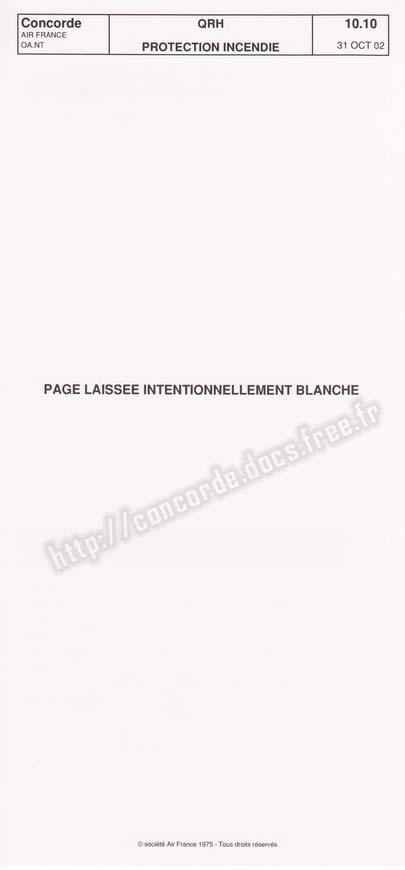 Concorde
AIR FRANCE
OA.NT
QRH
PROTECTION INCENDIE
10.10
31 OCT 02
PAGE LAISSEE INTENTIONNELLEMENT BLANCHE
http://concorde.docs.free.fr
© société Air France 1975 - Tous droits réservés